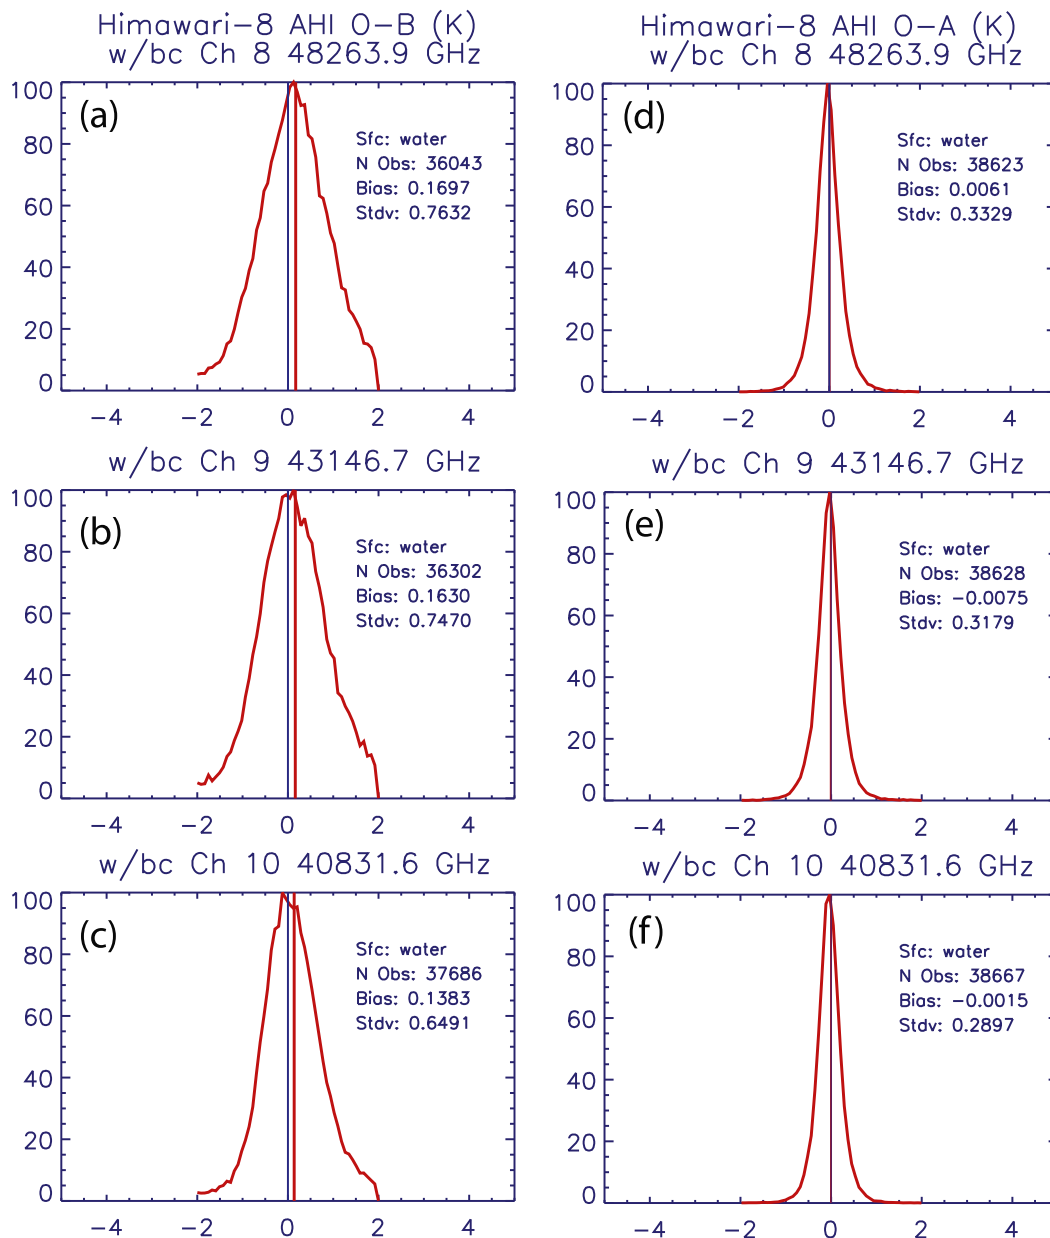 Himawari-8 AHI O-B (K)
w/bc Ch 8 48263.9 GHz
(a)
Sfc: water
N Obs: 36043
Bias: 0.1697
Stdv: 0.7632
100
80
60
40
20
0
-4 -2 0 2 4
Himawari-8 AHI O-A (K)
w/bc Ch 8 48263.9 GHz
(d)
Sfc: water
N Obs: 38623
Bias: 0.0061
Stdv: 0.3329
100
80
60
40
20
0
-4 -2 0 2 4
w/bc Ch 9 43146.7 GHz
(b)
Sfc: water
N Obs: 36302
Bias: 0.1630
Stdv: 0.7470
100
80
60
40
20
0
-4 -2 0 2 4
w/bc Ch 9 43146.7 GHz
(e)
Sfc: water
N Obs: 38628
Bias: -0.0075
Stdv: 0.3179
100
80
60
40
20
0
-4 -2 0 2 4
w/bc Ch 10 40831.6 GHz
(c)
Sfc: water
N Obs: 37686
Bias: 0.1383
Stdv: 0.6491
100
80
60
40
20
0
-4 -2 0 2 4
w/bc Ch 10 40831.6 GHz
(f)
Sfc: water
N Obs: 38667
Bias: -0.0015
Stdv: 0.2897
100
80
60
40
20
0
-4 -2 0 2 4